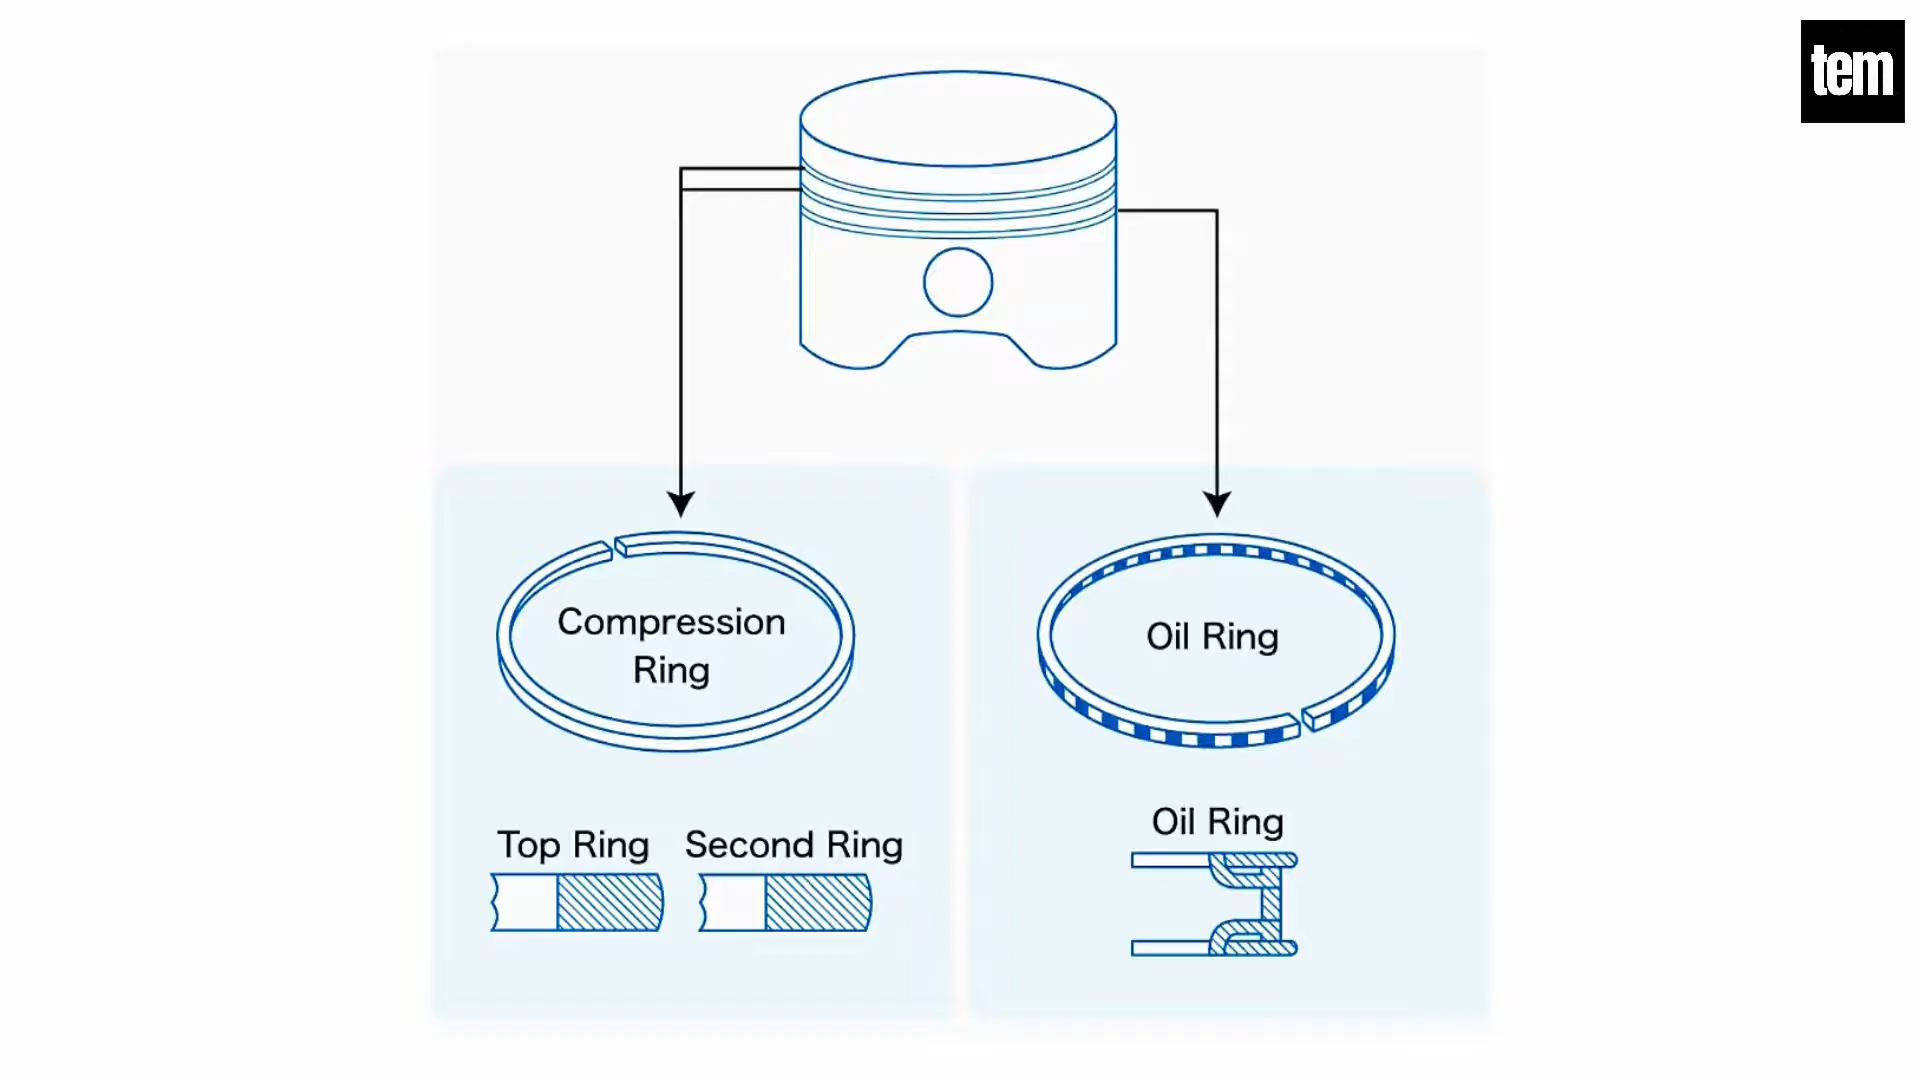 tem
Compression
Ring
Oil Ring
Top Ring
Second Ring
Oil Ring